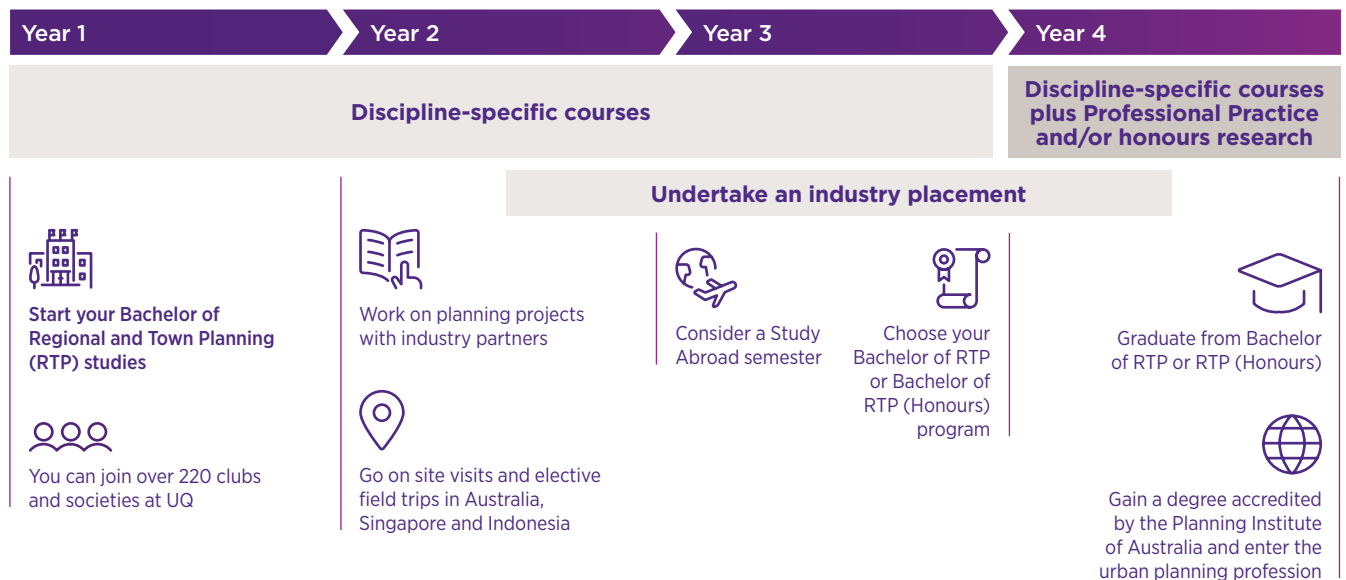 Year 1
Year 2
Year 3
Year 4
Discipline-specific courses
Discipline-specific courses
plus Professional Practice
and/or honours research
Undertake an industry placement
Start your Bachelor of
Regional and Town Planning
(RTP) studies
You can join over 220 clubs
and societies at UQ
Work on planning projects
with industry partners
Go on site visits and elective
field trips in Australia,
Singapore and Indonesia
Consider a Study
Abroad semester
Choose your
Bachelor of RTP
or Bachelor of
RTP (Honours)
program
Graduate from Bachelor
of RTP or RTP (Honours)
Gain a degree accredited
by the Planning Institute
of Australia and enter the
urban planning profession